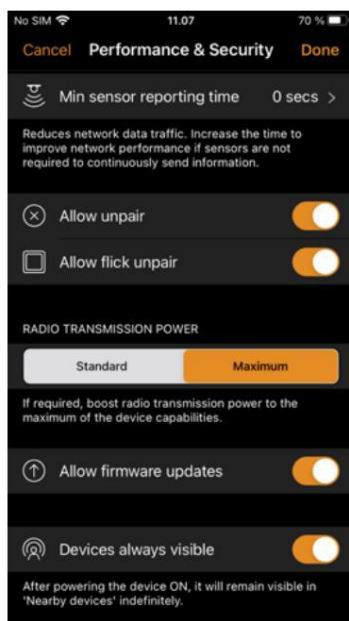 No SIM 11.07 70 %
Cancel Performance & Security Done
Min sensor reporting time 0 secs >
Reduces network data traffic. Increase the time to
improve network performance if sensors are not
required to continuously send information.
Allow unpair
Allow flick unpair
RADIO TRANSMISSION POWER
Standard Maximum
If required, boost radio transmission power to the
maximum of the device capabilities.
Allow firmware updates
Devices always visible
After powering the device ON, it will remain visible in
'Nearby devices' indefinitely.